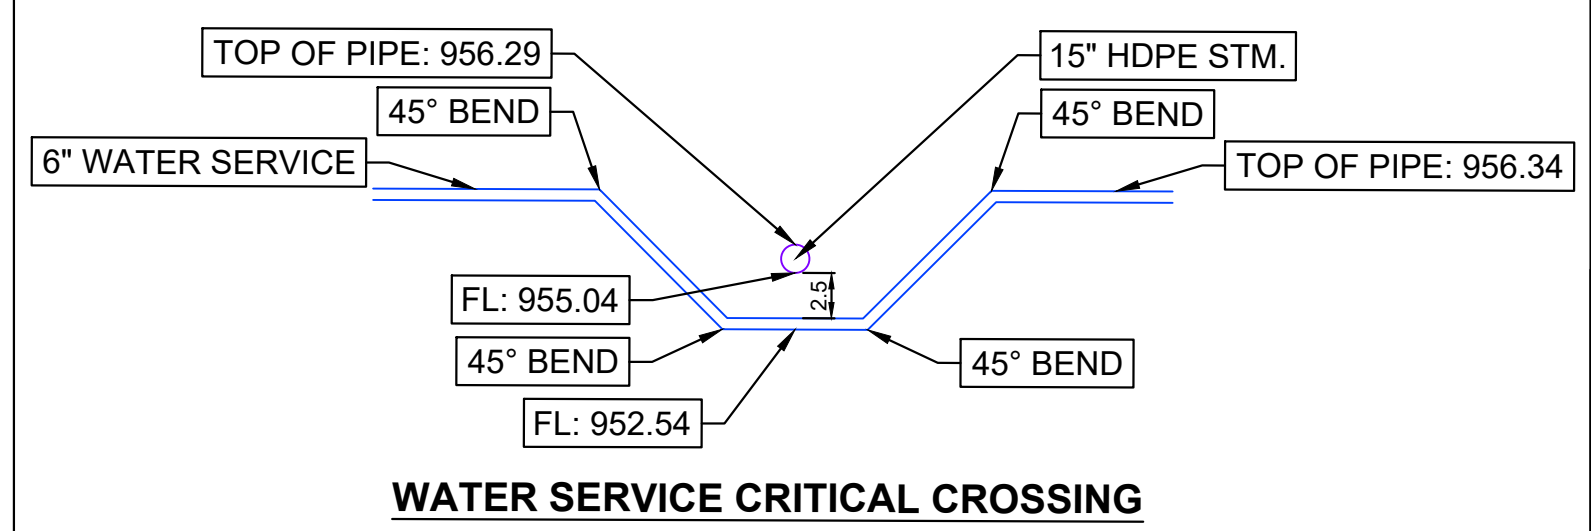 TOP OF PIPE: 956.29
15" HDPE STM.
45° BEND
45° BEND
6" WATER SERVICE
TOP OF PIPE: 956.34
FL: 955.04
2.5
45° BEND
45° BEND
FL: 952.54
WATER SERVICE CRITICAL CROSSING